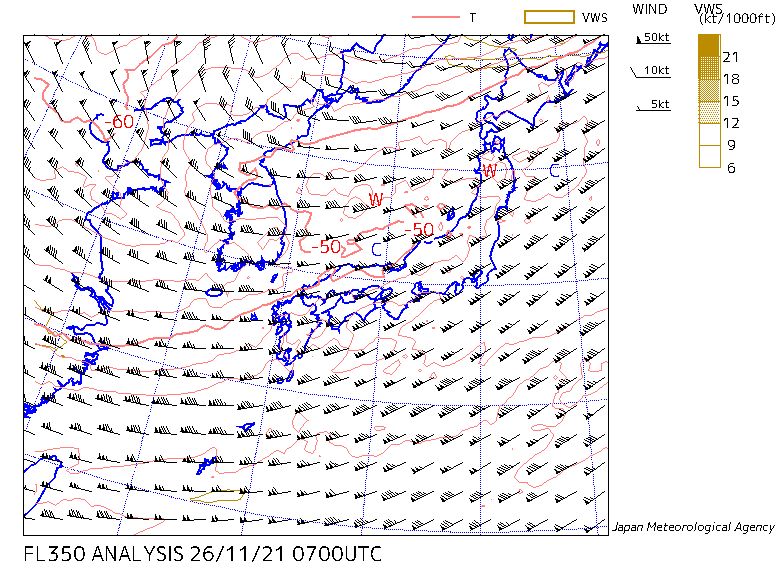 T VWS WIND VWS
(kt/1000ft)
50kt
10kt
5kt
21
18
15
12
9
6
-60
W
W
C
-50
-50
C
Japan Meteorological Agency
FL350 ANALYSIS 26/11/21 0700UTC